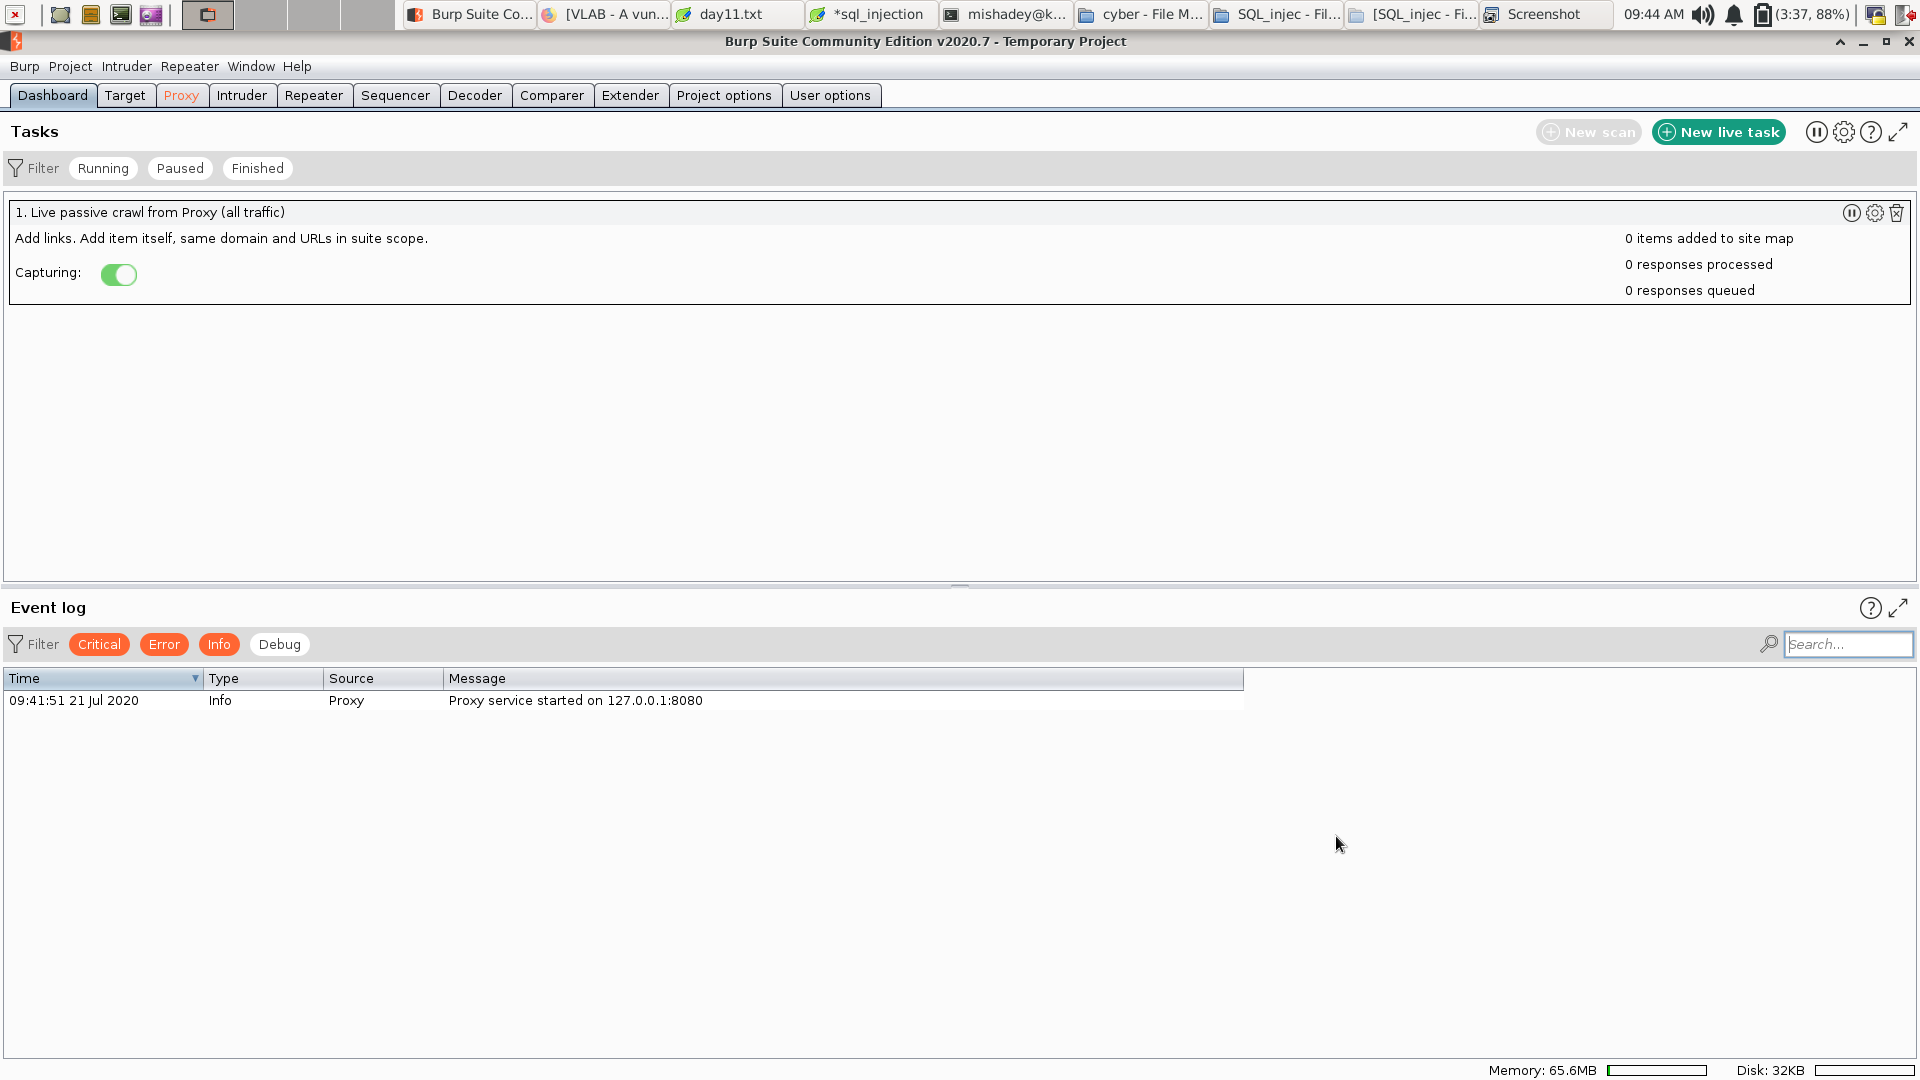 Burp Suite Co... [VLAB - A vun... day11.txt *sql_injection mishadey@k... cyber - File M... SQL_injec - Fil... [SQL_injec - Fi... Screenshot 09:44 AM (3:37, 88%)
Burp Suite Community Edition v2020.7 - Temporary Project
Burp Project Intruder Repeater Window Help
Dashboard Target Proxy Intruder Repeater Sequencer Decoder Comparer Extender Project options User options
Tasks New scan New live task
Filter Running Paused Finished
1. Live passive crawl from Proxy (all traffic)
Add links. Add item itself, same domain and URLs in suite scope. 0 items added to site map
Capturing: 0 responses processed
0 responses queued
Event log
Filter Critical Error Info Debug Search...
Time Type Source Message
09:41:51 21 Jul 2020 Info Proxy Proxy service started on 127.0.0.1:8080
Memory: 65.6MB Disk: 32KB